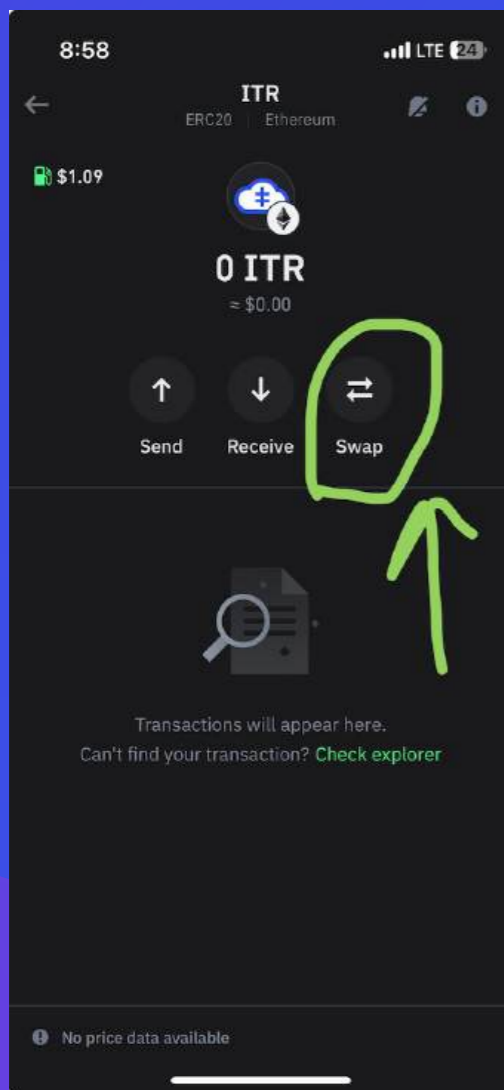 8:58 LTE 24
ITR
ERC20 Ethereum
$1.09
0 ITR
≈ $0.00
Send Receive Swap
Transactions will appear here.
Can't find your transaction? Check explorer
No price data available